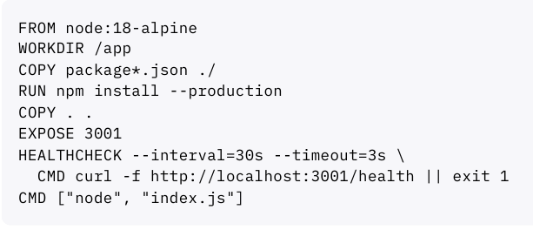 FROM node:18-alpine
WORKDIR /app
COPY package*.json ./
RUN npm install --production
COPY . .
EXPOSE 3001
HEALTHCHECK --interval=30s --timeout=3s \
  CMD curl -f http://localhost:3001/health || exit 1
CMD ["node", "index.js"]